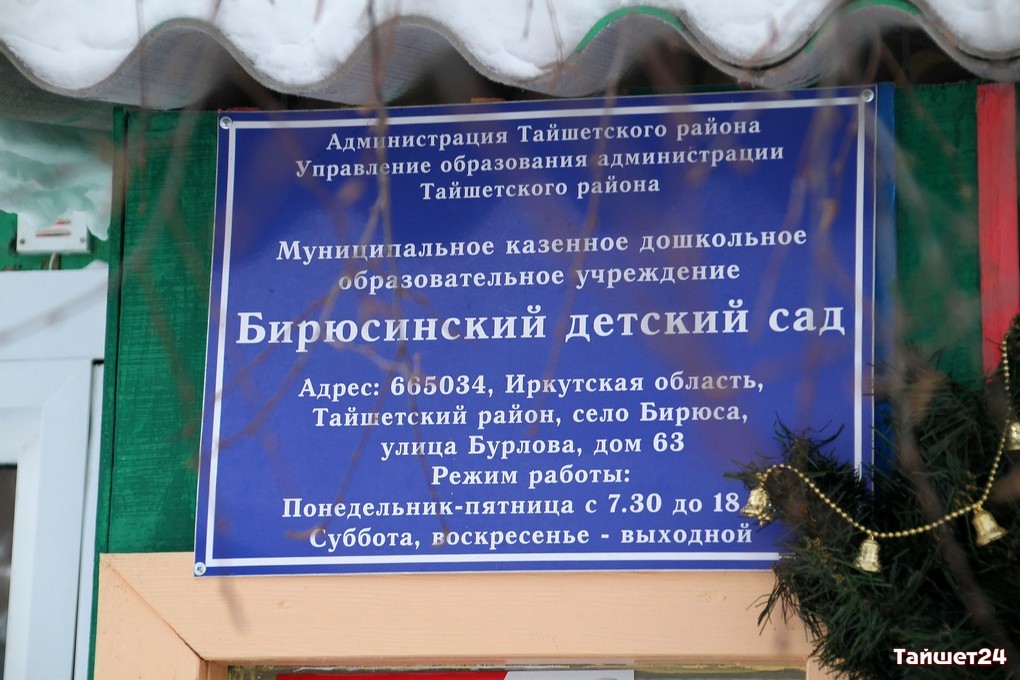 Администрация Тайшетского района
Управление образования администрации
Тайшетского района
Муниципальное казенное дошкольное
образовательное учреждение
Бирюсинский детский сад
Адрес: 665034, Иркутская область,
Тайшетский район, село Бирюса,
улица Бурлова, дом 63
Режим работы:
Понедельник-пятница с 7.30 до 18
Суббота, воскресенье - выходной
Тайшет24